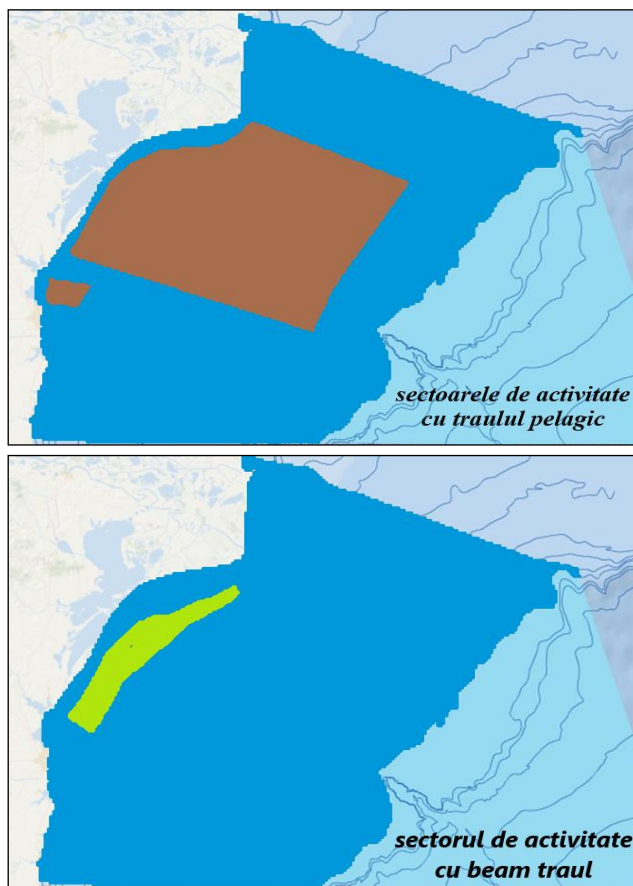 sectoarele de activitate
cu traulul pelagic
sectorul de activitate
cu beam traul